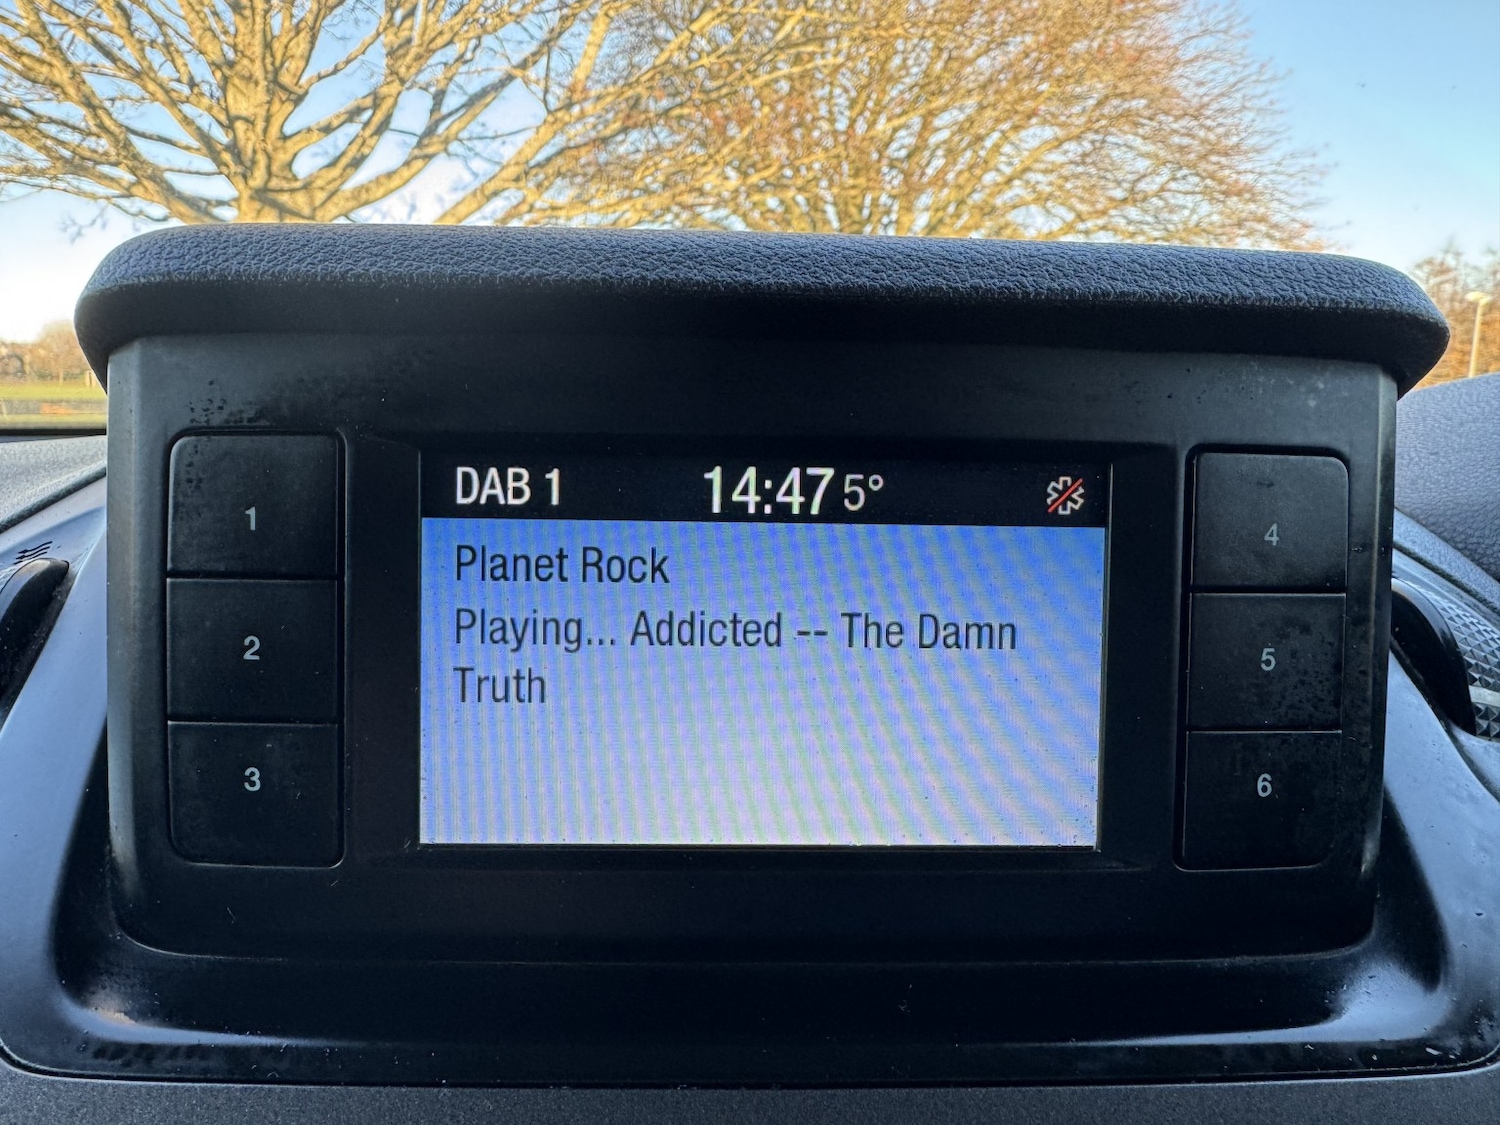 DAB 1 14:47 5°
Planet Rock
Playing... Addicted -- The Damn
Truth
1
2
3
4
5
6